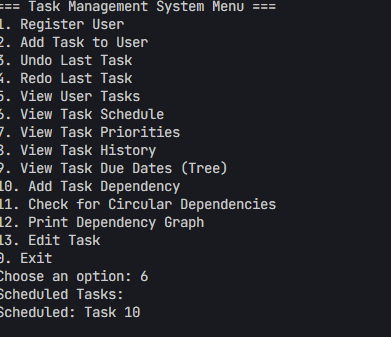 === Task Management System Menu ===
1. Register User
2. Add Task to User
3. Undo Last Task
4. Redo Last Task
5. View User Tasks
6. View Task Schedule
7. View Task Priorities
8. View Task History
9. View Task Due Dates (Tree)
10. Add Task Dependency
11. Check for Circular Dependencies
12. Print Dependency Graph
13. Edit Task
0. Exit
Choose an option: 6
Scheduled Tasks:
Scheduled: Task 10